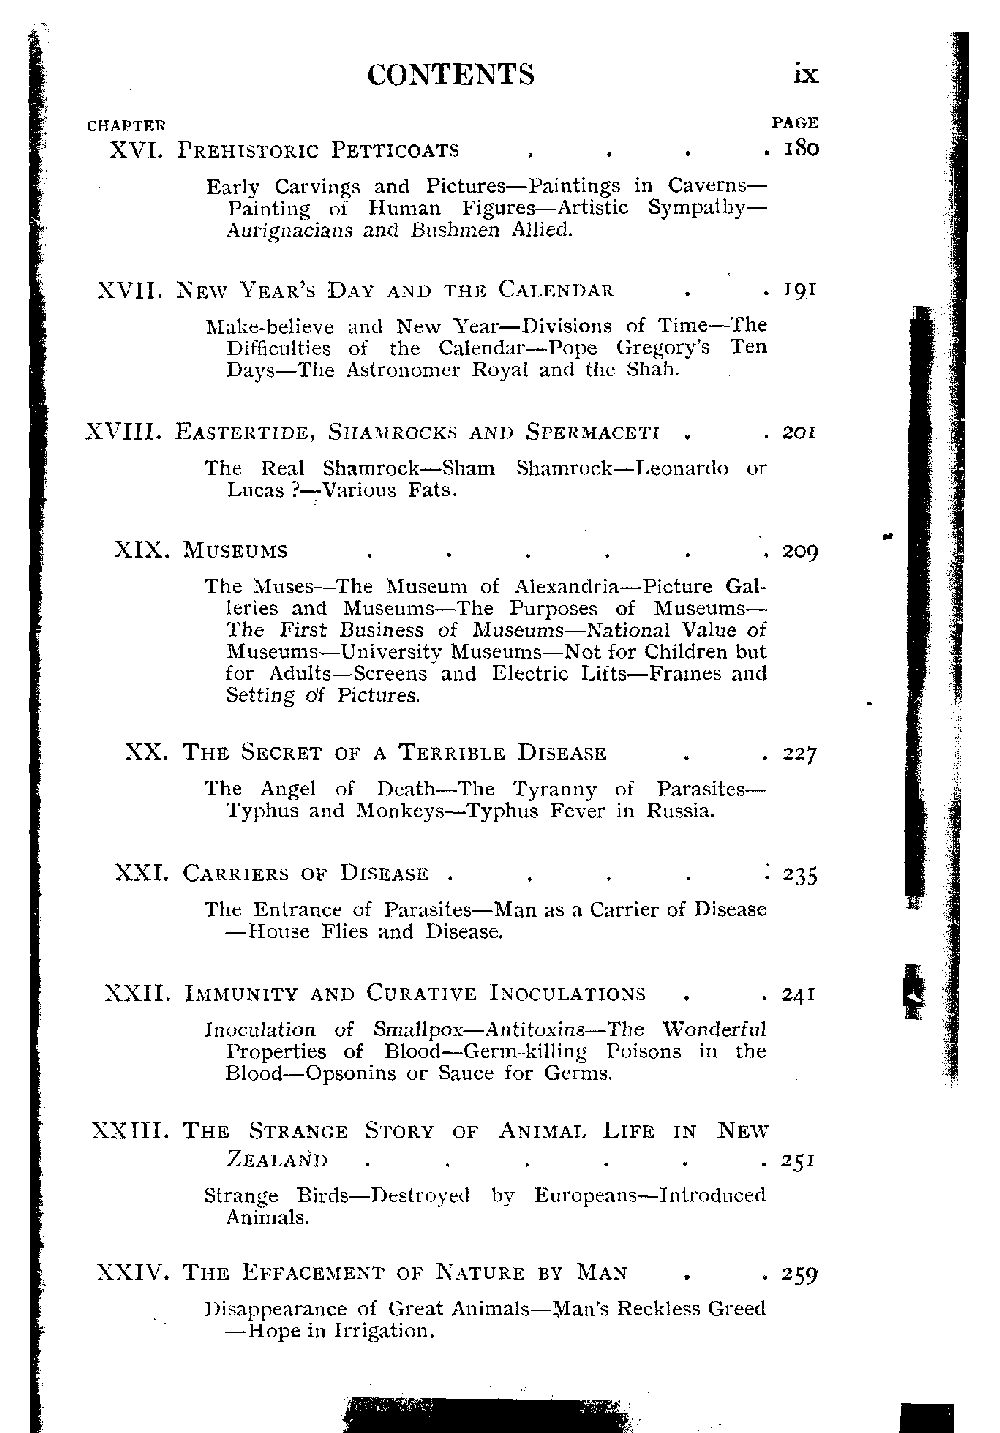 CONTENTS ix
CHAPTER PAGE
XVI. PREHISTORIC PETTICOATS . . . . 180
Early Carvings and Pictures—Paintings in Caverns—
Painting of Human Figures—Artistic Sympathy—
Aurignacians and Bushmen Allied.
XVII. NEW YEAR'S DAY AND THE CALENDAR . . 191
Make-believe and New Year—Divisions of Time—The
Difficulties of the Calendar—Pope Gregory's Ten
Days—The Astronomer Royal and the Shah.
XVIII. EASTERTIDE, SHAMROCKS AND SPERMACETI . . 201
The Real Shamrock—Sham Shamrock—Leonardo or
Lucas ?—Various Fats.
XIX. MUSEUMS . . . . . . 209
The Muses—The Museum of Alexandria—Picture Gal-
leries and Museums—The Purposes of Museums—
The First Business of Museums—National Value of
Museums—University Museums—Not for Children but
for Adults—Screens and Electric Lifts—Frames and
Setting of Pictures.
XX. THE SECRET OF A TERRIBLE DISEASE . . 227
The Angel of Death—The Tyranny of Parasites—
Typhus and Monkeys—Typhus Fever in Russia.
XXI. CARRIERS OF DISEASE . . . . . 235
The Entrance of Parasites—Man as a Carrier of Disease
—House Flies and Disease.
XXII. IMMUNITY AND CURATIVE INOCULATIONS . . 241
Inoculation of Smallpox—Antitoxins—The Wonderful
Properties of Blood—Germ-killing Poisons in the
Blood—Opsonins or Sauce for Germs.
XXIII. THE STRANGE STORY OF ANIMAL LIFE IN NEW
ZEALAND . . . . . . 251
Strange Birds—Destroyed by Europeans—Introduced
Animals.
XXIV. THE EFFACEMENT OF NATURE BY MAN . . 259
Disappearance of Great Animals—Man's Reckless Greed
—Hope in Irrigation.